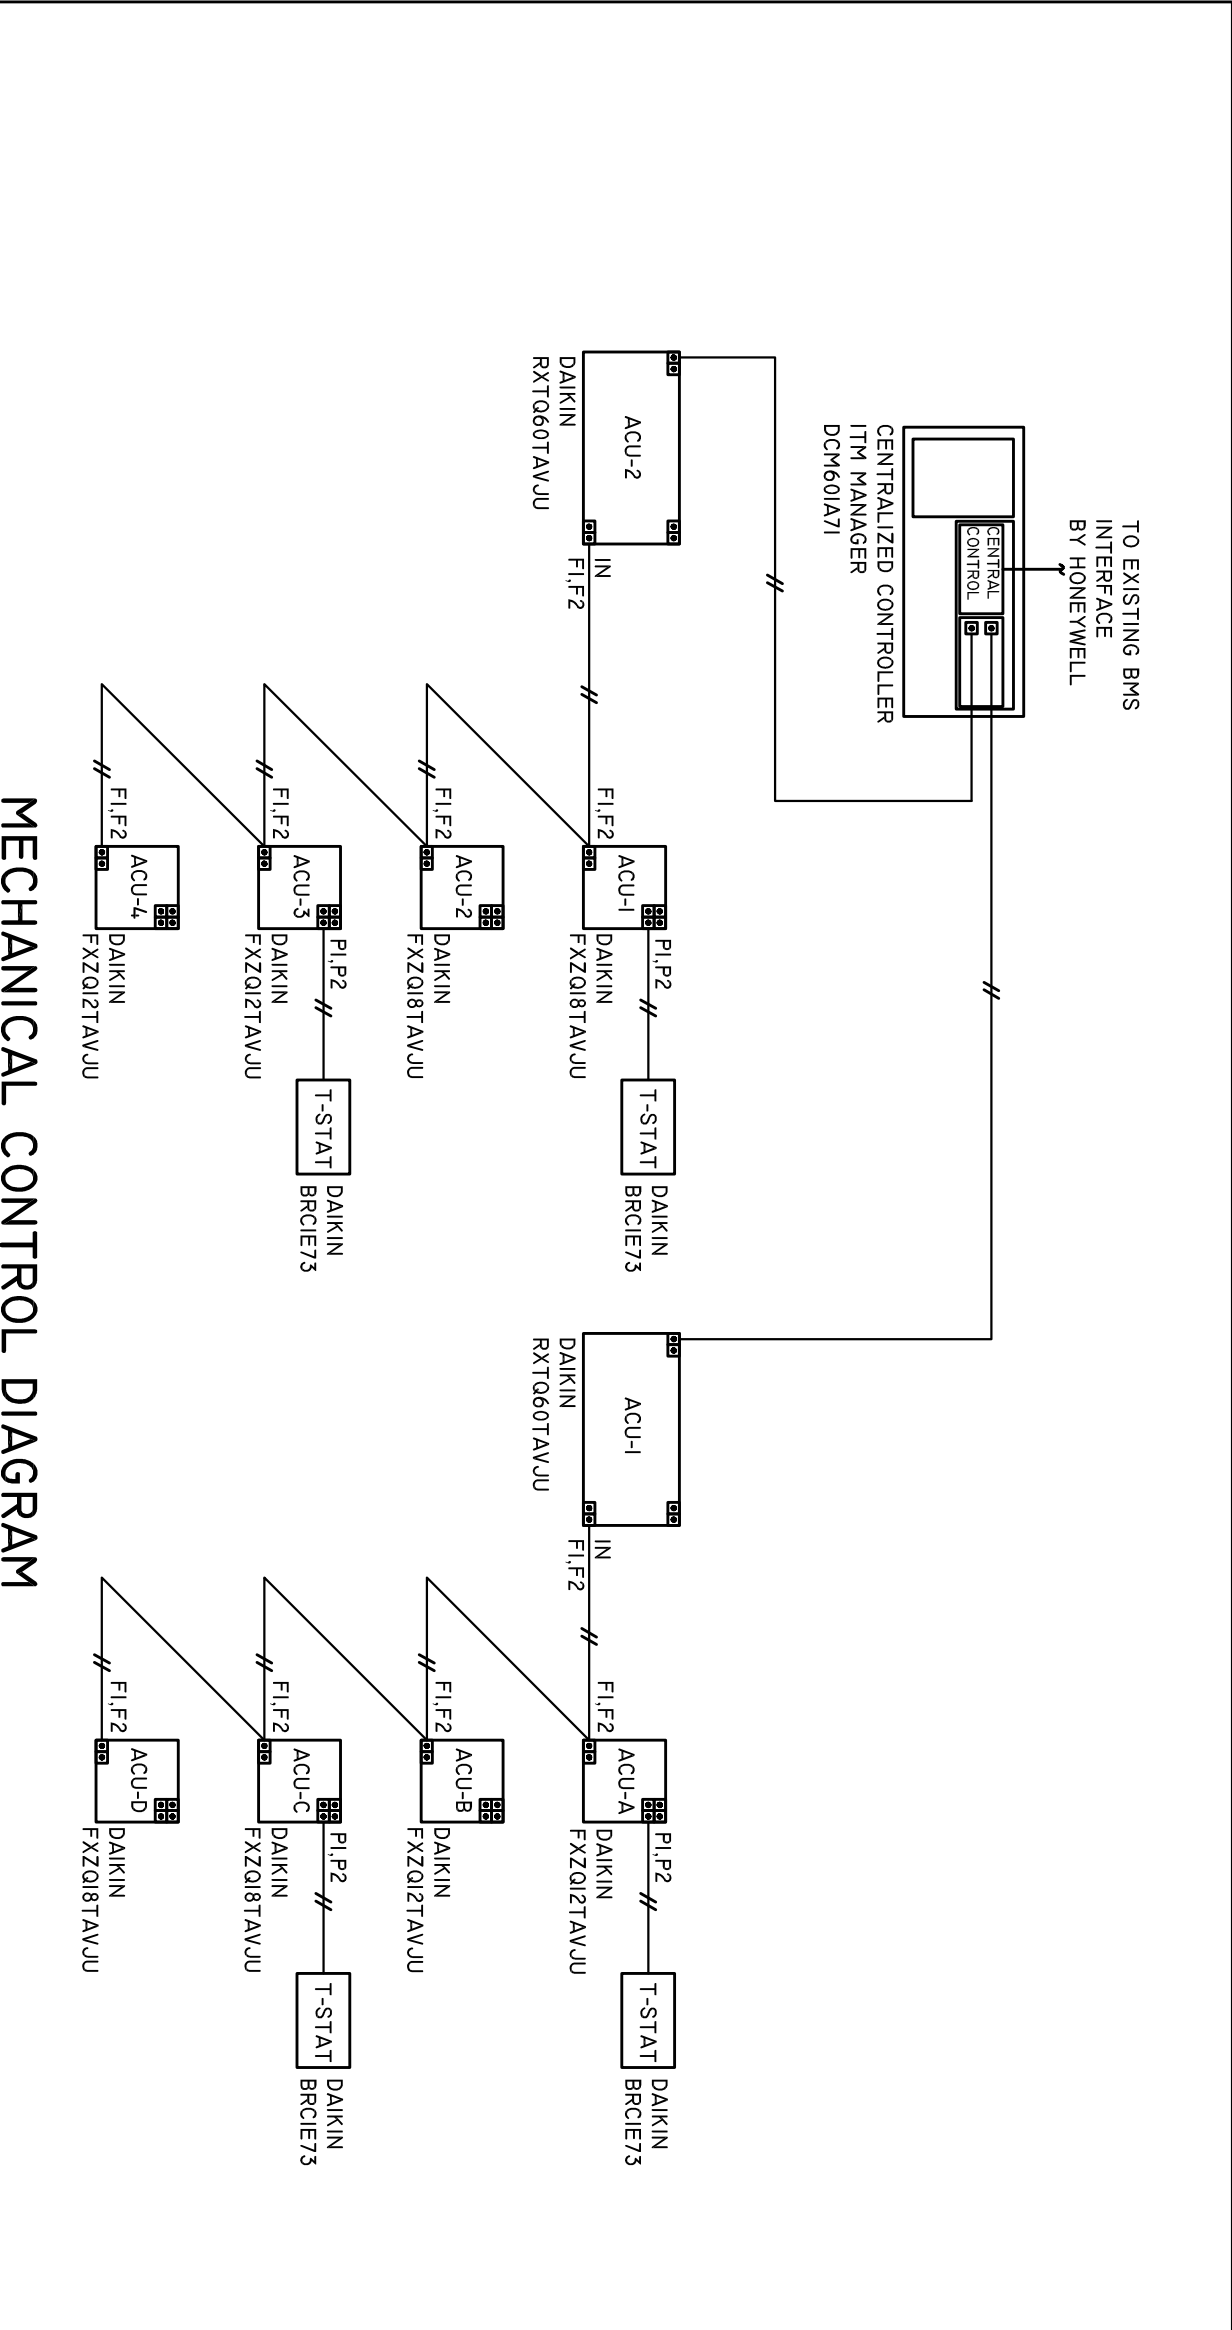 TO EXISTING BMS
INTERFACE
BY HONEYWELL
CENTRAL
CONTROL
CENTRALIZED CONTROLLER
ITM MANAGER
DCM601A71
ACU-2
DAIKIN
RXTQ60TAVJU
IN
F1,F2
F1,F2
ACU-1
DAIKIN
FXZQ18TAVJU
P1,P2
T-STAT
DAIKIN
BRC1E73
F1,F2
ACU-2
DAIKIN
FXZQ18TAVJU
F1,F2
ACU-3
DAIKIN
FXZQ12TAVJU
P1,P2
T-STAT
DAIKIN
BRC1E73
F1,F2
ACU-4
DAIKIN
FXZQ12TAVJU
ACU-1
DAIKIN
RXTQ60TAVJU
IN
F1,F2
F1,F2
ACU-A
DAIKIN
FXZQ12TAVJU
P1,P2
T-STAT
DAIKIN
BRC1E73
F1,F2
ACU-B
DAIKIN
FXZQ12TAVJU
F1,F2
ACU-C
DAIKIN
FXZQ18TAVJU
P1,P2
T-STAT
DAIKIN
BRC1E73
F1,F2
ACU-D
DAIKIN
FXZQ18TAVJU
MECHANICAL CONTROL DIAGRAM